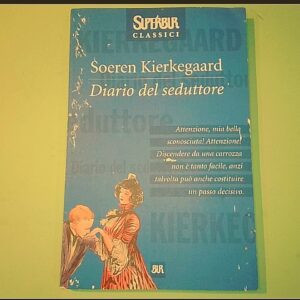 SUPERBUR
CLASSICI
KIERKEGAARD
Soeren Kierkegaard
Diario del seduttore
Attenzione, mia bella
sconosciuta! Attenzione!
Discendere da una carrozza
non è tanto facile, anzi
talvolta può anche costituire
un passo decisivo.
BUR